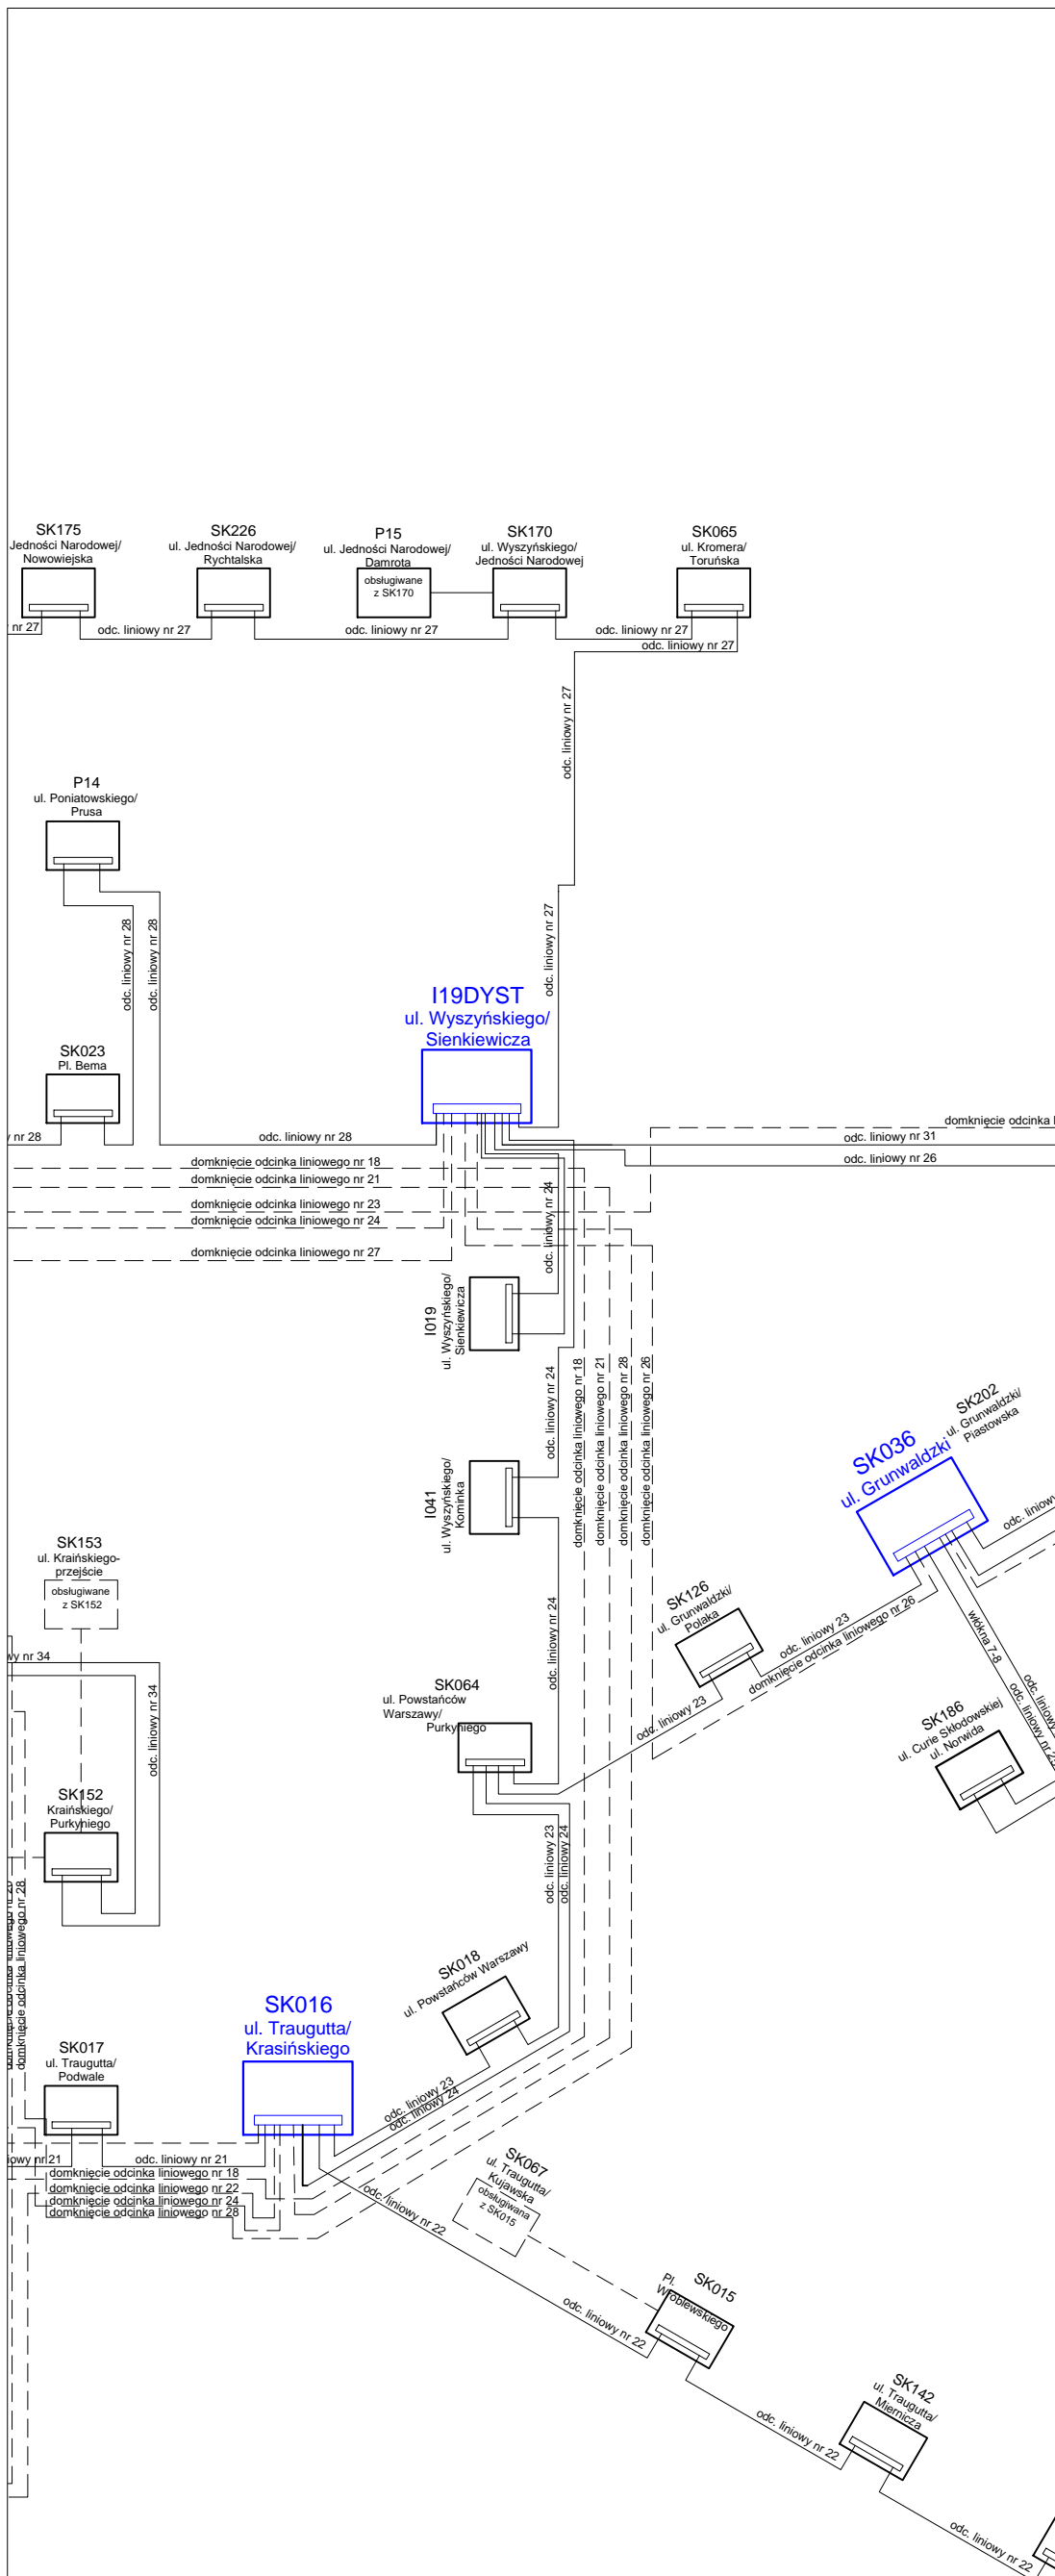 SK175
Jedności Narodowej/
Nowowiejska
SK226
ul. Jedności Narodowej/
Rychtalska
P15
ul. Jedności Narodowej/
Damrota
obsługiwane
z SK170
SK170
ul. Wyszyńskiego/
Jedności Narodowej
SK065
ul. Kromera/
Toruńska
nr 27
odc. liniowy nr 27
odc. liniowy nr 27
odc. liniowy nr 27
odc. liniowy nr 27
odc. liniowy nr 27
P14
ul. Poniatowskiego/
Prusa
odc. liniowy nr 28
odc. liniowy nr 28
odc. liniowy nr 27
I19DYST
ul. Wyszyńskiego/
Sienkiewicza
SK023
Pl. Bema
nr 28
odc. liniowy nr 28
domknięcie odcinka
odc. liniowy nr 31
odc. liniowy nr 26
domknięcie odcinka liniowego nr 18
domknięcie odcinka liniowego nr 21
domknięcie odcinka liniowego nr 23
domknięcie odcinka liniowego nr 24
domknięcie odcinka liniowego nr 27
odc. liniowy nr 24
I019
ul. Wyszyńskiego/
Sienkiewicza
odc. liniowy nr 24
domknięcie odcinka liniowego nr 18
domknięcie odcinka liniowego nr 21
domknięcie odcinka liniowego nr 28
domknięcie odcinka liniowego nr 26
I041
ul. Wyszyńskiego/
Kominka
SK036
ul. Grunwaldzki
SK202
ul. Grunwaldzki/
Piastowska
odc. liniowy
SK153
ul. Kraińskiego-
przejście
obsługiwane
z SK152
nr 34
odc. liniowy nr 34
odc. liniowy nr 24
SK126
ul. Grunwaldzki/
Polaka
odc. liniowy 23
domknięcie odcinka liniowego nr 26
odc. liniowy 23
włókna 7-8
odc. liniowy
odc. liniowy nr
SK064
ul. Powstańców
Warszawy/
Purkyniego
SK186
ul. Curie Skłodowskiej
ul. Norwida
SK152
Kraińskiego/
Purkyniego
odc. liniowy 23
odc. liniowy 24
domknięcie odcinka liniowego nr 28
SK018
ul. Powstańców Warszawy
SK016
ul. Traugutta/
Krasińskiego
SK017
ul. Traugutta/
Podwale
odc. liniowy 23
odc. liniowy 24
nr 21
odc. liniowy nr 21
domknięcie odcinka liniowego nr 18
domknięcie odcinka liniowego nr 22
domknięcie odcinka liniowego nr 24
domknięcie odcinka liniowego nr 28
odc. liniowy nr 22
SK067
ul. Traugutta/
Kujawska
obsługiwana
z SK015
SK015
Pl.
Wróblewskiego
odc. liniowy nr 22
SK142
ul. Traugutta/
Miernicza
odc. liniowy nr 22
odc. liniowy nr 22